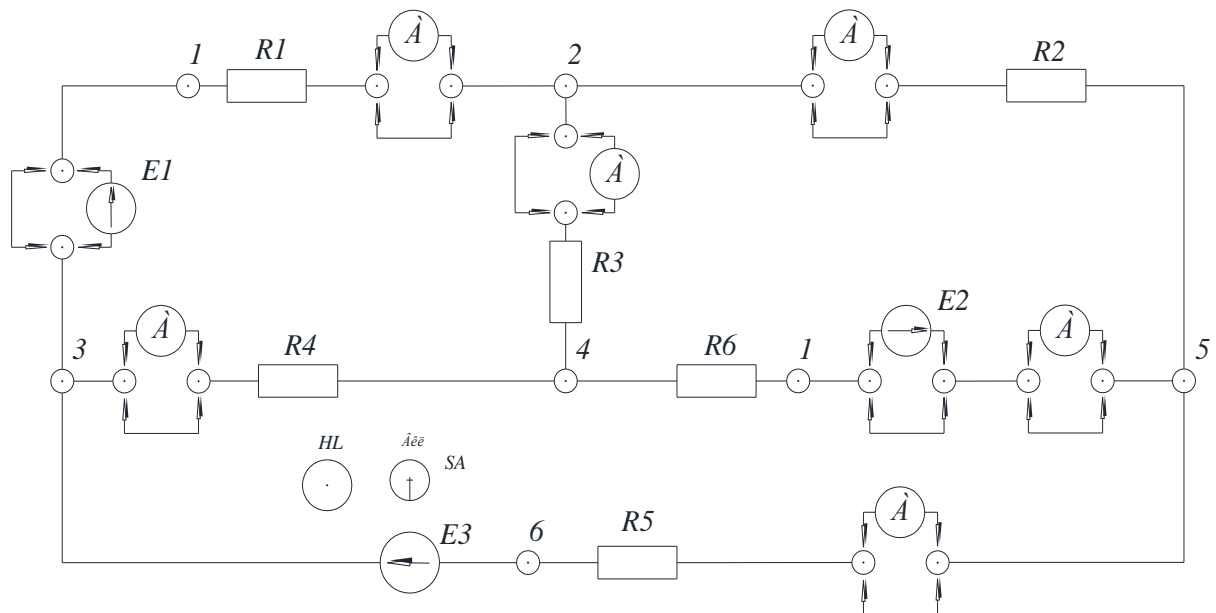 1 R1 À 2 À R2
E1
À
R3
E2
3 À R4 4 R6 1 À 5
HL Âêë
SA
E3 6 R5 À